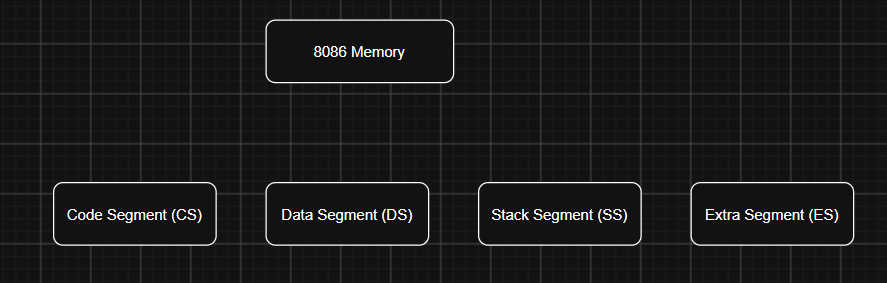 8086 Memory
Code Segment (CS)
Data Segment (DS)
Stack Segment (SS)
Extra Segment (ES)